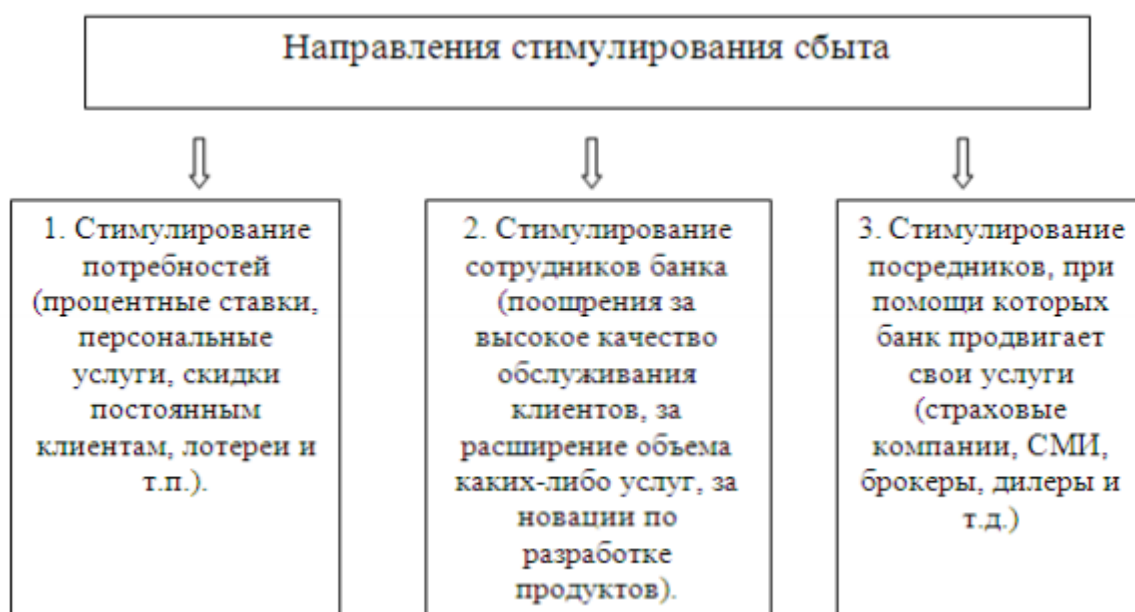 Направления стимулирования сбыта
1. Стимулирование
потребностей
(процентные ставки,
персональные
услуги, скидки
постоянным
клиентам, лотереи и
т.п.).
2. Стимулирование
сотрудников банка
(поощрения за
высокое качество
обслуживания
клиентов, за
расширение объема
каких-либо услуг, за
новации по
разработке
продуктов).
3. Стимулирование
посредников, при
помощи которых
банк продвигает
свои услуги
(страховые
компании, СМИ,
брокеры, дилеры и
т.д.)